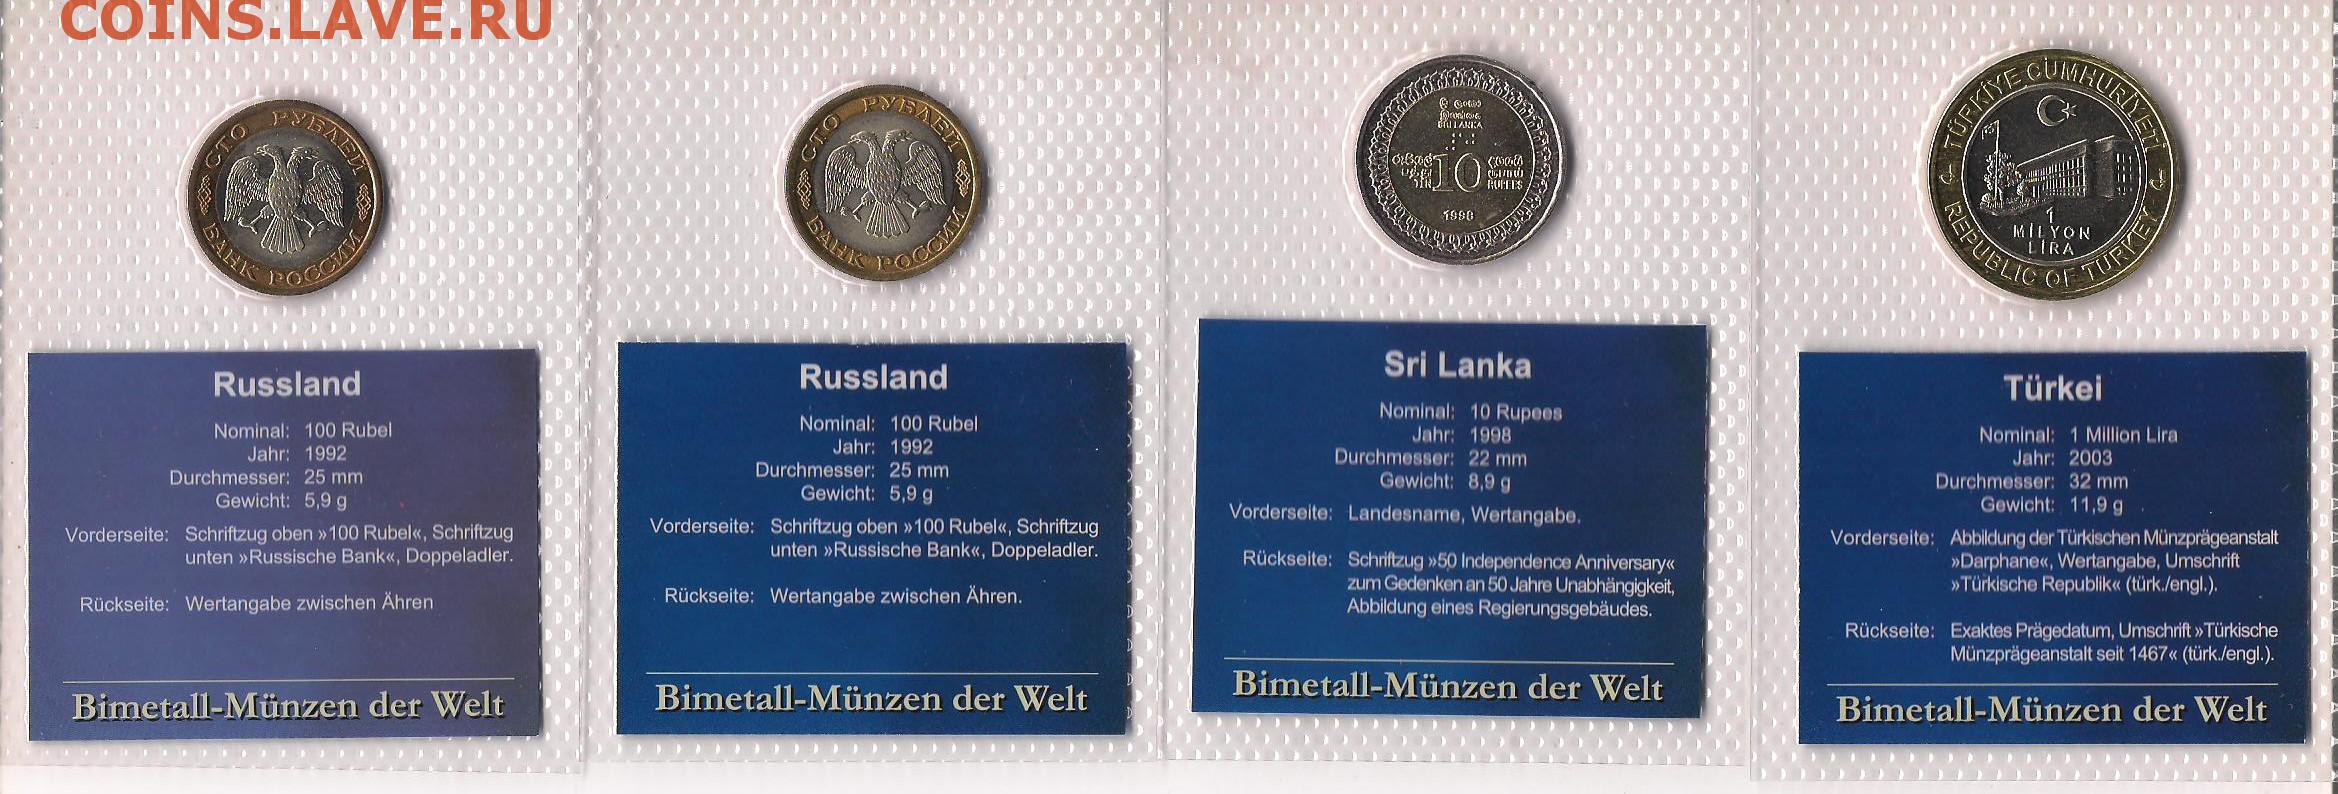 COINS.LAVE.RU
СТО РУБЛЕЙ
БАНК РОССИИ
Russland
Nominal: 100 Rubel
Jahr: 1992
Durchmesser: 25 mm
Gewicht: 5,9 g
Vorderseite: Schriftzug oben »100 Rubel«, Schriftzug
unten »Russische Bank«, Doppeladler.
Rückseite: Wertangabe zwischen Ähren
Bimetall-Münzen der Welt
СТО РУБЛЕЙ
БАНК РОССИИ
Russland
Nominal: 100 Rubel
Jahr: 1992
Durchmesser: 25 mm
Gewicht: 5,9 g
Vorderseite: Schriftzug oben »100 Rubel«, Schriftzug
unten »Russische Bank«, Doppeladler.
Rückseite: Wertangabe zwischen Ähren.
Bimetall-Münzen der Welt
SRI LANKA
10
TEN RUPEES
1998
Sri Lanka
Nominal: 10 Rupees
Jahr: 1998
Durchmesser: 22 mm
Gewicht: 8,9 g
Vorderseite: Landesname, Wertangabe.
Rückseite: Schriftzug »50 Independence Anniversary«
zum Gedenken an 50 Jahre Unabhängigkeit,
Abbildung eines Regierungsgebäudes.
Bimetall-Münzen der Welt
TÜRKİYE CUMHURİYETİ
1
MİLYON
LİRA
REPUBLIC OF TURKEY
Türkei
Nominal: 1 Million Lira
Jahr: 2003
Durchmesser: 32 mm
Gewicht: 11,9 g
Vorderseite: Abbildung der Türkischen Münzprägeanstalt
»Darphane«, Wertangabe, Umschrift
»Türkische Republik« (türk./engl.).
Rückseite: Exaktes Prägedatum, Umschrift »Türkische
Münzprägeanstalt seit 1467« (türk./engl.).
Bimetall-Münzen der Welt